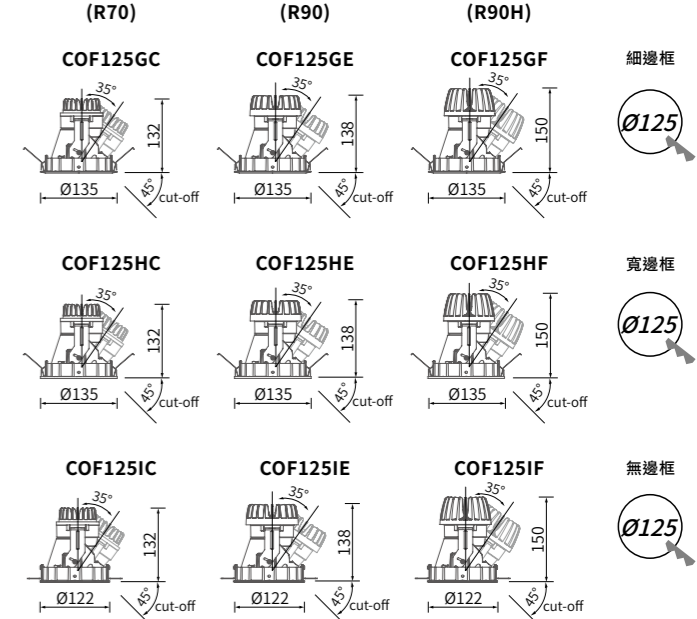 (R70) (R90) (R90H)
COF125GC COF125GE COF125GF 細邊框
35° 35° 35°
132 138 150 Ø125
Ø135 45° cut-off Ø135 45° cut-off Ø135 45° cut-off
COF125HC COF125HE COF125HF 寬邊框
35° 35° 35°
132 138 150 Ø125
Ø135 45° cut-off Ø135 45° cut-off Ø135 45° cut-off
COF125IC COF125IE COF125IF 無邊框
35° 35° 35°
132 138 150 Ø125
Ø122 45° cut-off Ø122 45° cut-off Ø122 45° cut-off